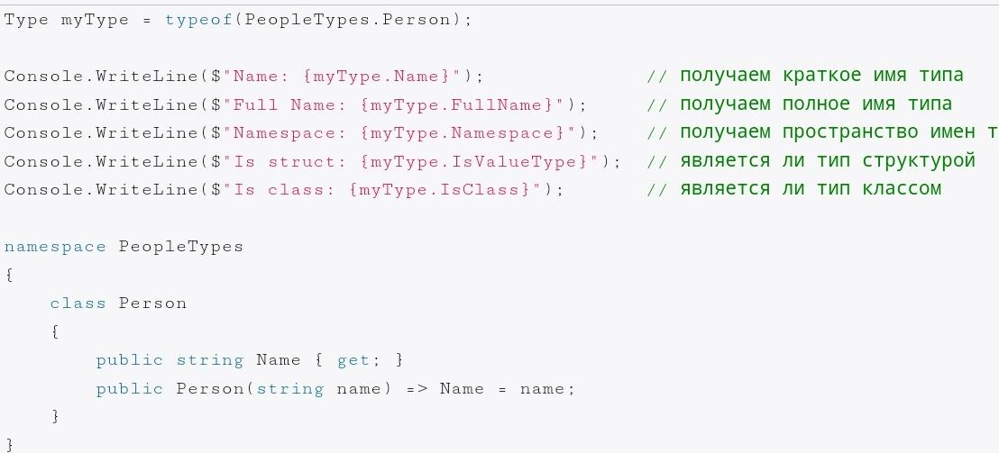 Type myType = typeof(PeopleTypes.Person);
Console.WriteLine($"Name: {myType.Name}");              // получаем краткое имя типа
Console.WriteLine($"Full Name: {myType.FullName}");     // получаем полное имя типа
Console.WriteLine($"Namespace: {myType.Namespace}");    // получаем пространство имен т
Console.WriteLine($"Is struct: {myType.IsValueType}");  // является ли тип структурой
Console.WriteLine($"Is class: {myType.IsClass}");       // является ли тип классом
namespace PeopleTypes
{
    class Person
    {
        public string Name { get; }
        public Person(string name) => Name = name;
    }
}